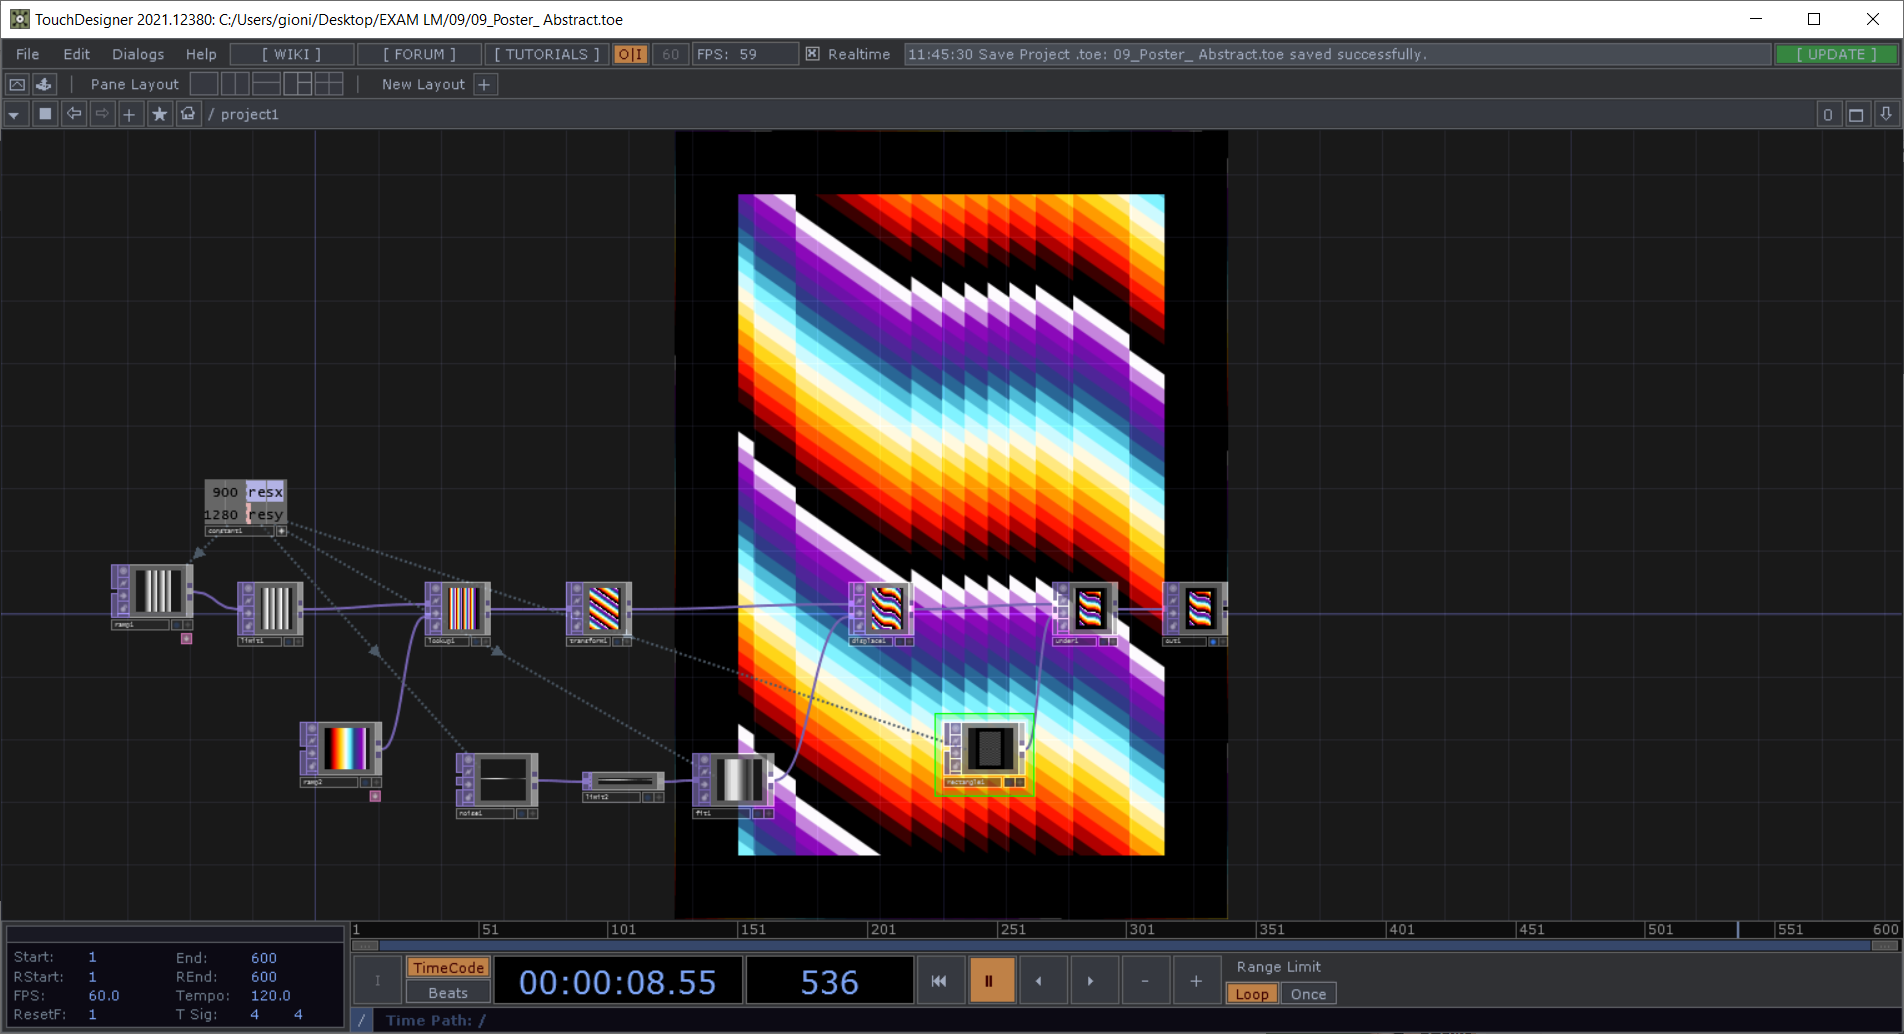 TouchDesigner 2021.12380: C:/Users/gioni/Desktop/EXAM LM/09/09_Poster_ Abstract.toe
File Edit Dialogs Help [ WIKI ] [ FORUM ] [ TUTORIALS ] O|I 60 FPS: 59 Realtime 11:45:30 Save Project .toe: 09_Poster_ Abstract.toe saved successfully. [ UPDATE ]
Pane Layout New Layout +
/ project1 0
900 resx
1280 resy
constant1
ramp1
limit1
lookup1
transform1
displace1
under1
out1
ramp2
noise1
limit2
fit1
rectangle1
1 51 101 151 201 251 301 351 401 451 501 551 600
Start: 1 End: 600
RStart: 1 REnd: 600
FPS: 60.0 Tempo: 120.0
ResetF: 1 T Sig: 4 4
I TimeCode 00:00:08.55 536 - + Range Limit
Beats Loop Once
/ Time Path: /